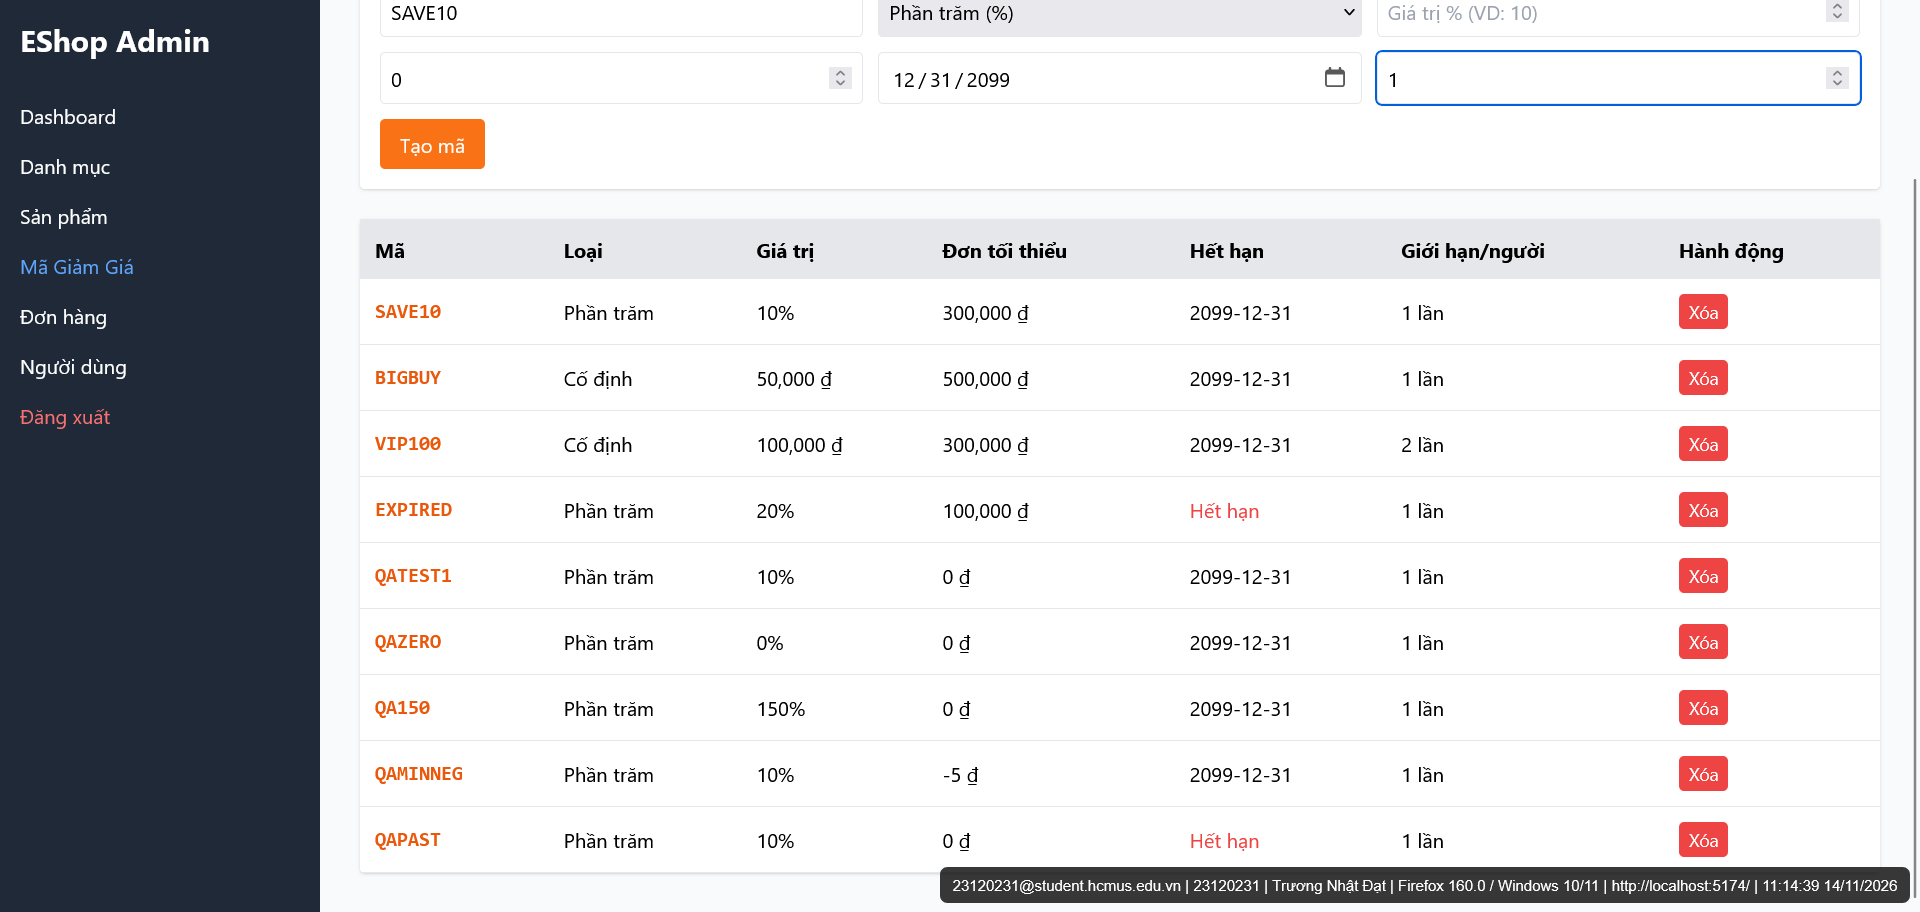 EShop Admin
Dashboard
Danh mục
Sản phẩm
Mã Giảm Giá
Đơn hàng
Người dùng
Đăng xuất
SAVE10 Phần trăm (%) Giá trị % (VD: 10)
0 12/31/2099 1
Tạo mã
Mã Loại Giá trị Đơn tối thiểu Hết hạn Giới hạn/người Hành động
SAVE10 Phần trăm 10% 300,000 ₫ 2099-12-31 1 lần Xóa
BIGBUY Cố định 50,000 ₫ 500,000 ₫ 2099-12-31 1 lần Xóa
VIP100 Cố định 100,000 ₫ 300,000 ₫ 2099-12-31 2 lần Xóa
EXPIRED Phần trăm 20% 100,000 ₫ Hết hạn 1 lần Xóa
QATEST1 Phần trăm 10% 0 ₫ 2099-12-31 1 lần Xóa
QAZERO Phần trăm 0% 0 ₫ 2099-12-31 1 lần Xóa
QA150 Phần trăm 150% 0 ₫ 2099-12-31 1 lần Xóa
QAMINNEG Phần trăm 10% -5 ₫ 2099-12-31 1 lần Xóa
QAPAST Phần trăm 10% 0 ₫ Hết hạn 1 lần Xóa
23120231@student.hcmus.edu.vn | 23120231 | Trương Nhật Đạt | Firefox 160.0 / Windows 10/11 | http://localhost:5174/ | 11:14:39 14/11/2026